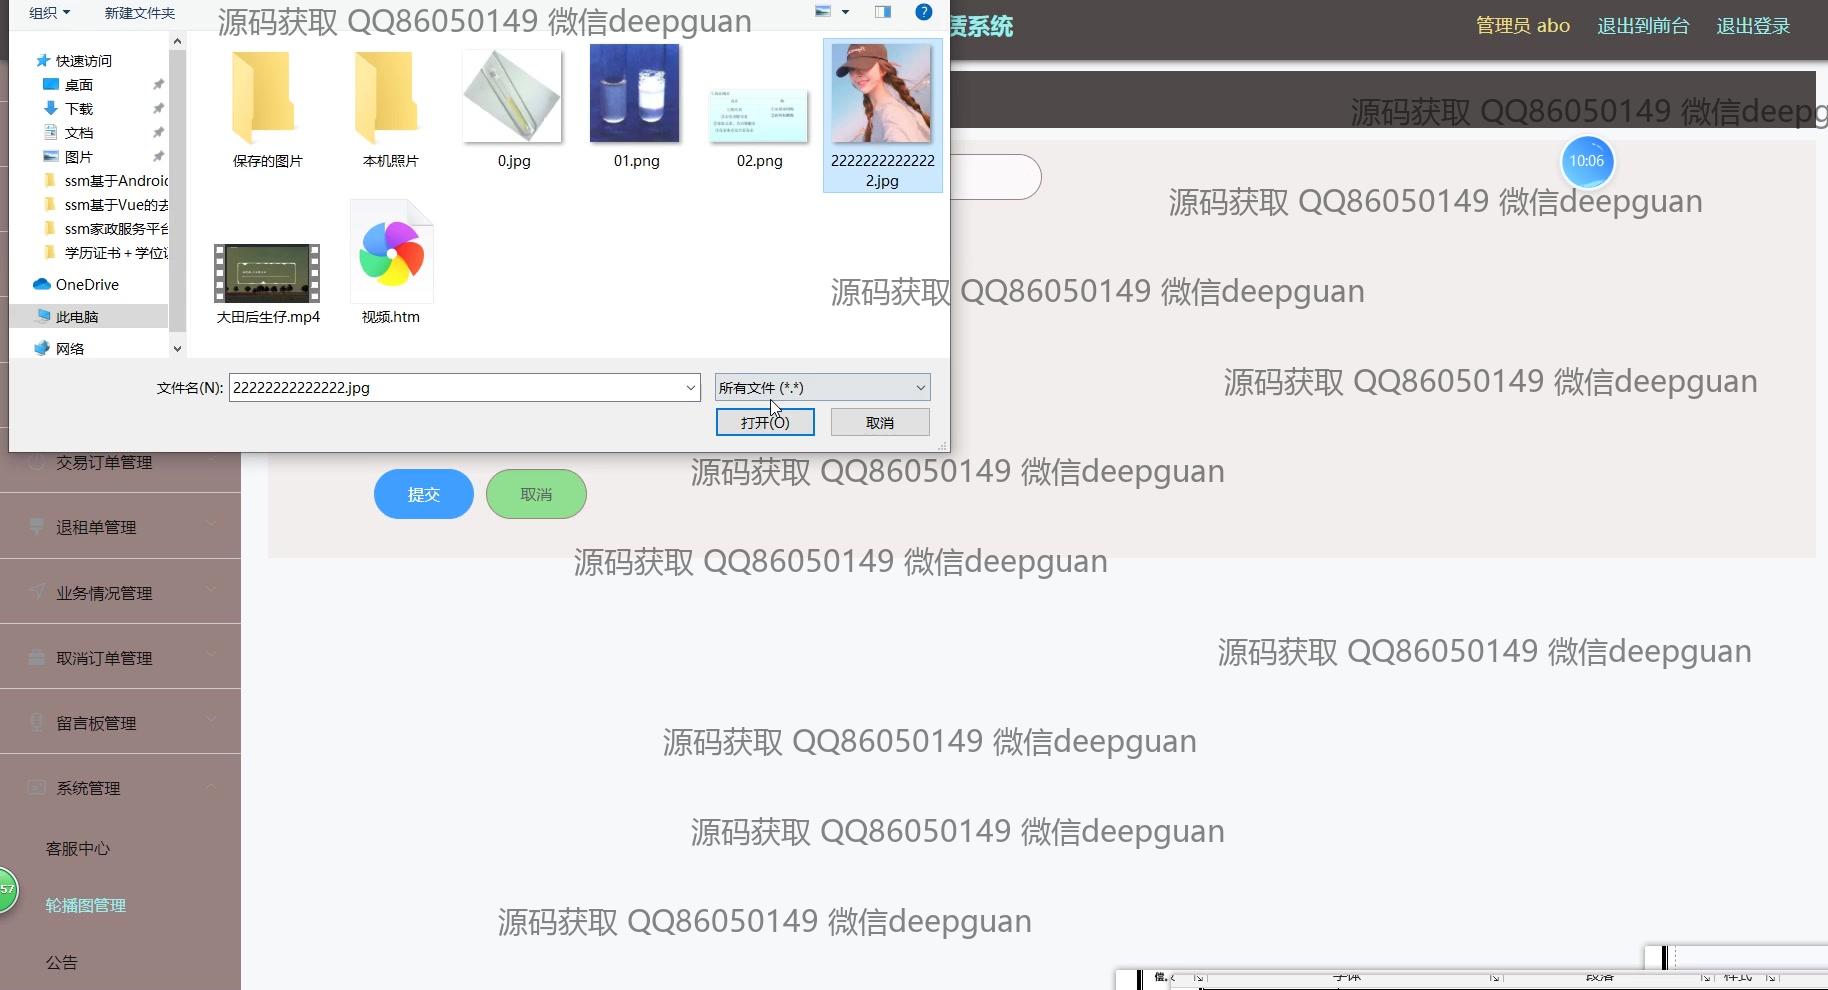 组织
新建文件夹
源码获取 QQ86050149 微信deepguan
赁系统
管理员 abo
退出到前台
退出登录
快速访问
桌面
下载
文档
图片
ssm基于Android
ssm基于Vue的去
ssm家政服务平台
学历证书+学位
OneDrive
此电脑
网络
保存的图片
本机照片
0.jpg
01.png
02.png
2222222222222
2.jpg
大田后生仔.mp4
视频.htm
源码获取 QQ86050149 微信deepg
10:06
源码获取 QQ86050149 微信deepguan
源码获取 QQ86050149 微信deepguan
文件名(N):
22222222222222.jpg
所有文件 (*.*)
打开(O)
取消
源码获取 QQ86050149 微信deepguan
交易订单管理
源码获取 QQ86050149 微信deepguan
提交
取消
退租单管理
源码获取 QQ86050149 微信deepguan
业务情况管理
取消订单管理
源码获取 QQ86050149 微信deepguan
留言板管理
源码获取 QQ86050149 微信deepguan
系统管理
客服中心
源码获取 QQ86050149 微信deepguan
57
轮播图管理
源码获取 QQ86050149 微信deepguan
公告
字体
段落
样式